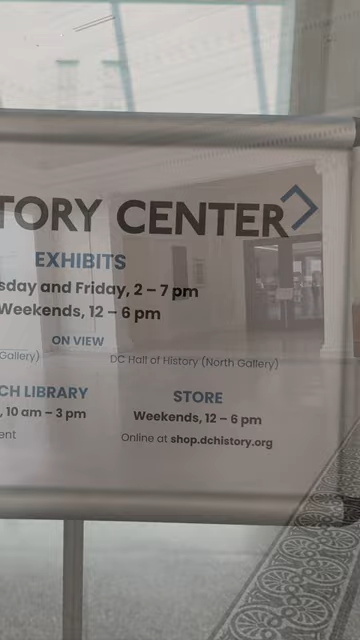 TORY CENTER
EXHIBITS
sday and Friday, 2 – 7 pm
Weekends, 12 – 6 pm
ON VIEW
Gallery)
DC Hall of History (North Gallery)
CH LIBRARY
, 10 am – 3 pm
ent
STORE
Weekends, 12 – 6 pm
Online at shop.dchistory.org